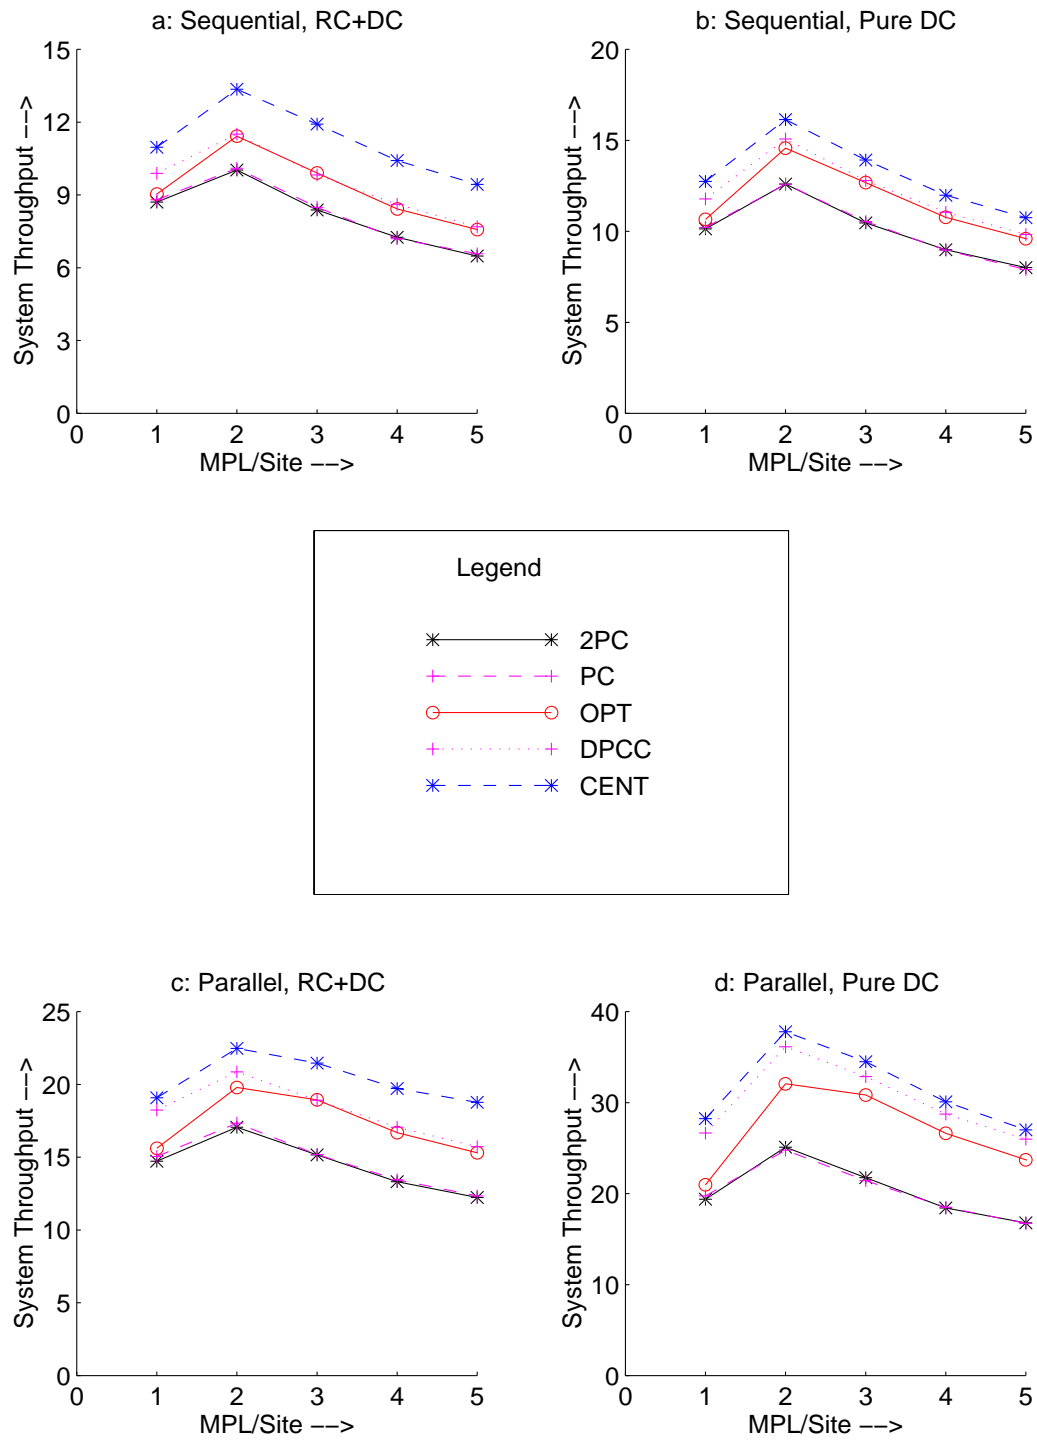 a: Sequential, RC+DC
15
12
9
6
3
0
0 1 2 3 4 5
System Throughput −−>
MPL/Site −−>
b: Sequential, Pure DC
20
15
10
5
0
0 1 2 3 4 5
System Throughput −−>
MPL/Site −−>
Legend
2PC
PC
OPT
DPCC
CENT
c: Parallel, RC+DC
25
20
15
10
5
0
0 1 2 3 4 5
System Throughput −−>
MPL/Site −−>
d: Parallel, Pure DC
40
30
20
10
0
0 1 2 3 4 5
System Throughput −−>
MPL/Site −−>